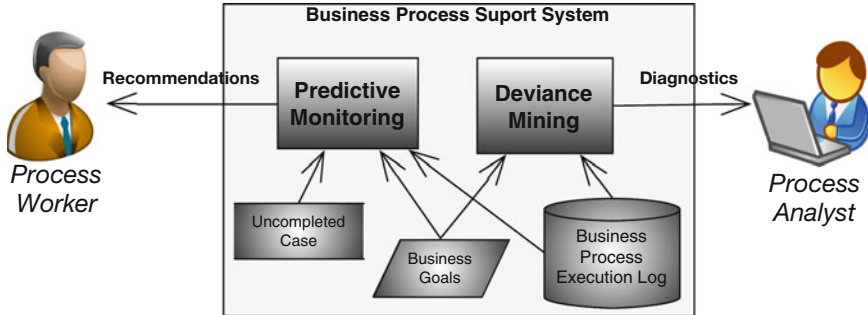 Business Process Suport System
Recommendations
Predictive
Monitoring
Deviance
Mining
Diagnostics
Process
Worker
Process
Analyst
Uncompleted
Case
Business
Goals
Business
Process
Execution Log